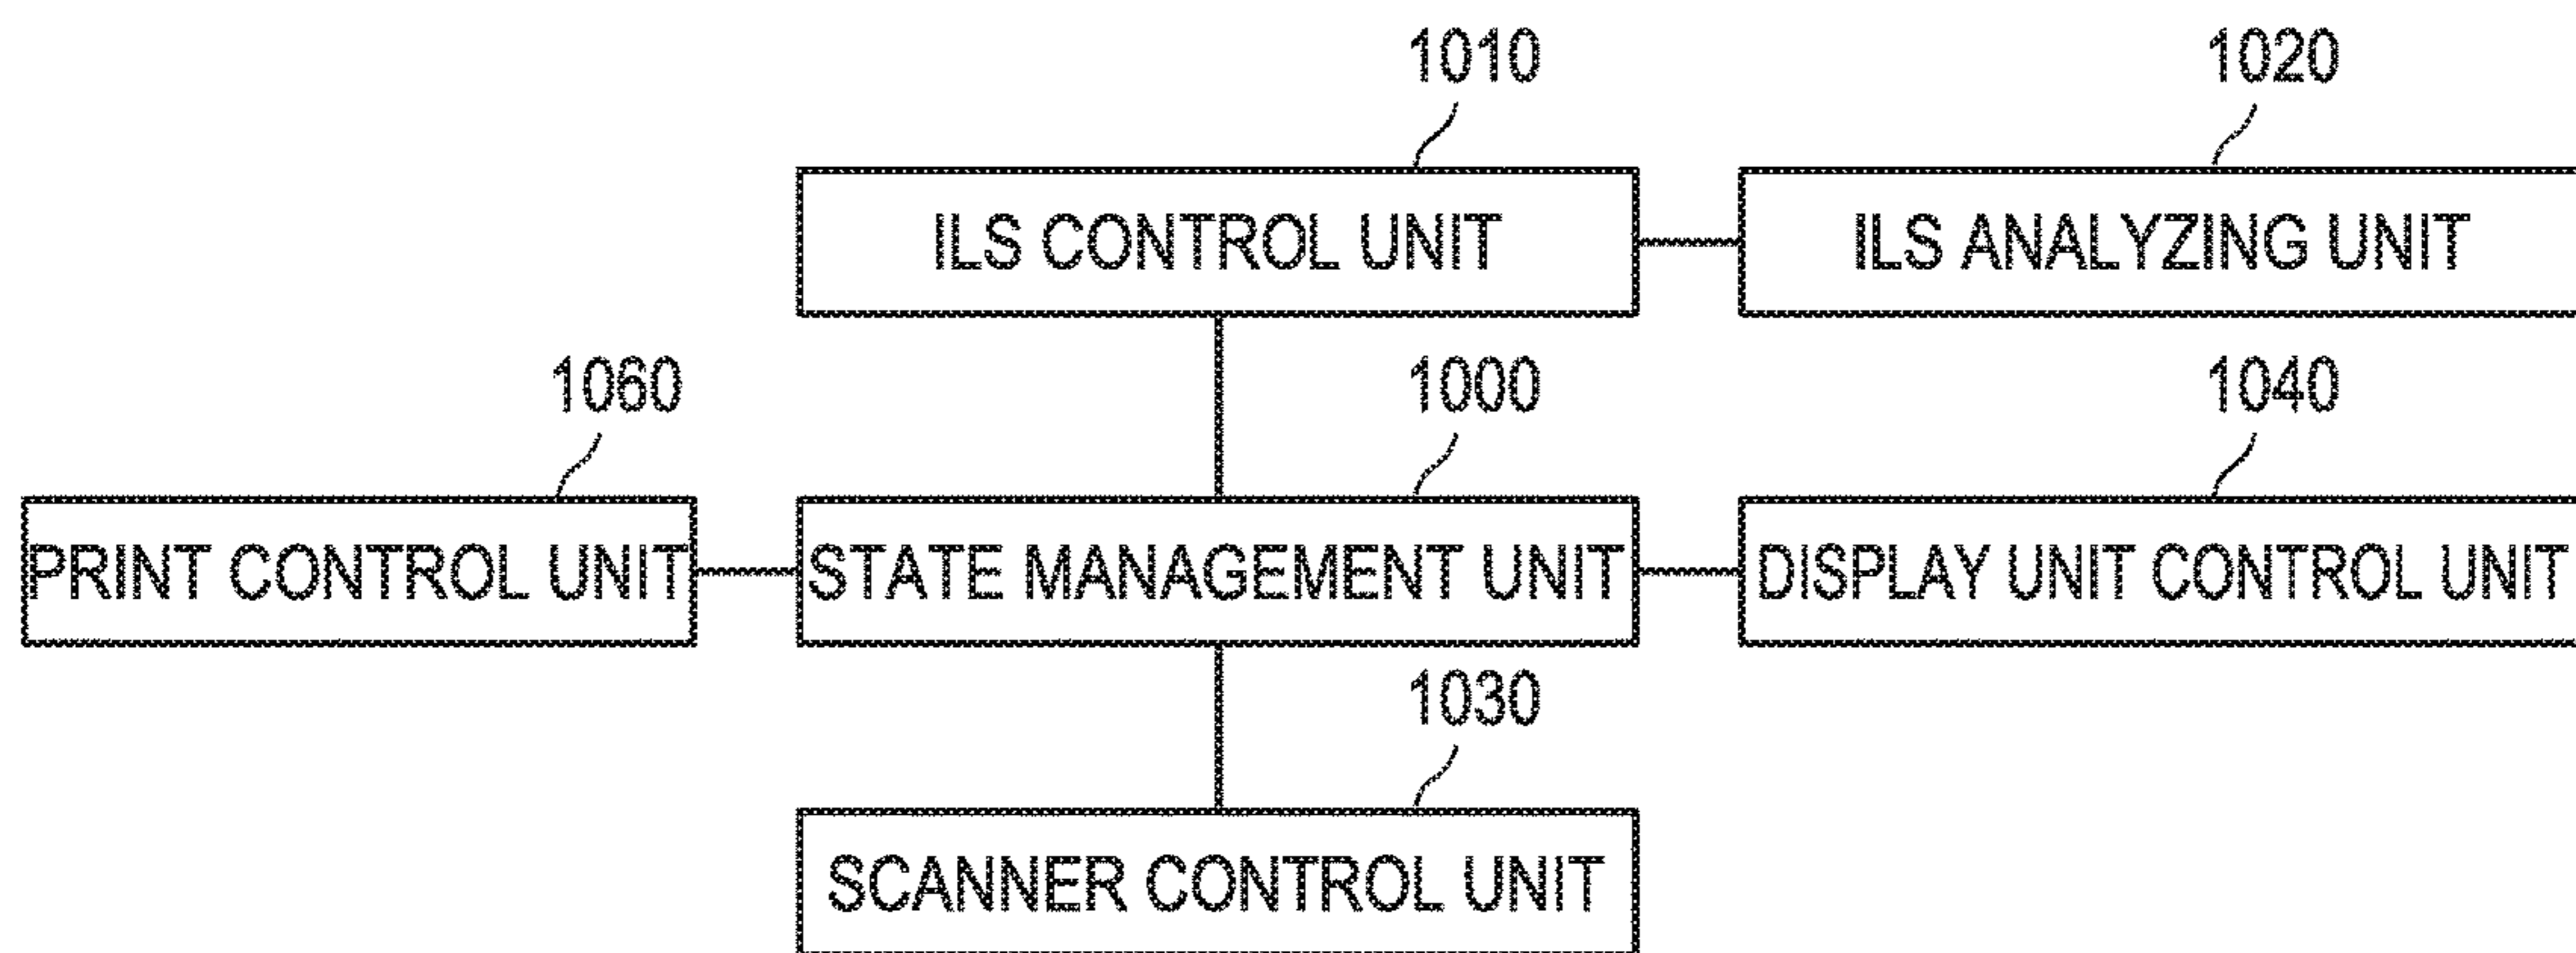 1010
1020
ILS CONTROL UNIT
ILS ANALYZING UNIT
1060
1000
1040
PRINT CONTROL UNIT
STATE MANAGEMENT UNIT
DISPLAY UNIT CONTROL UNIT
1030
SCANNER CONTROL UNIT